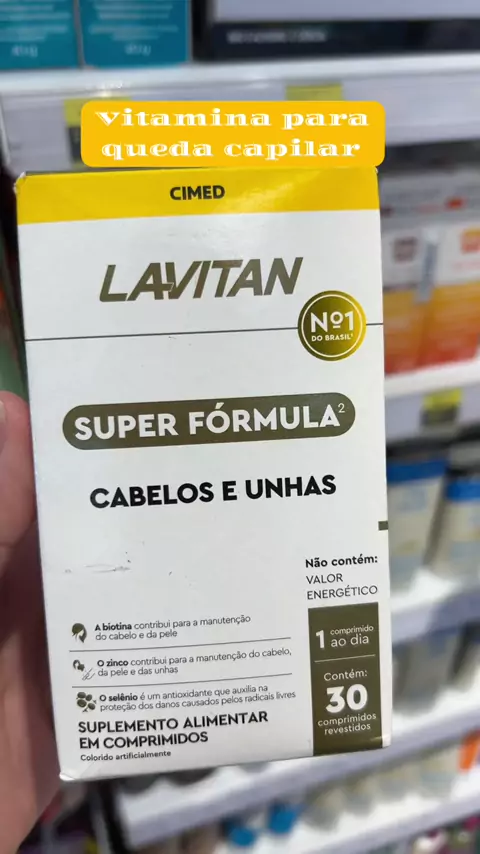 Vitamina para
queda capilar
CIMED
LAVITAN
Nº1
DO BRASIL¹
SUPER FÓRMULA²
CABELOS E UNHAS
Não contém:
VALOR
ENERGÉTICO
A biotina contribui para a manutenção
do cabelo e da pele
O zinco contribui para a manutenção do cabelo,
da pele e das unhas
O selênio é um antioxidante que auxilia na
proteção dos danos causados pelos radicais livres
1 comprimido
ao dia
Contém:
30
comprimidos
revestidos
SUPLEMENTO ALIMENTAR
EM COMPRIMIDOS
Colorido artificialmente